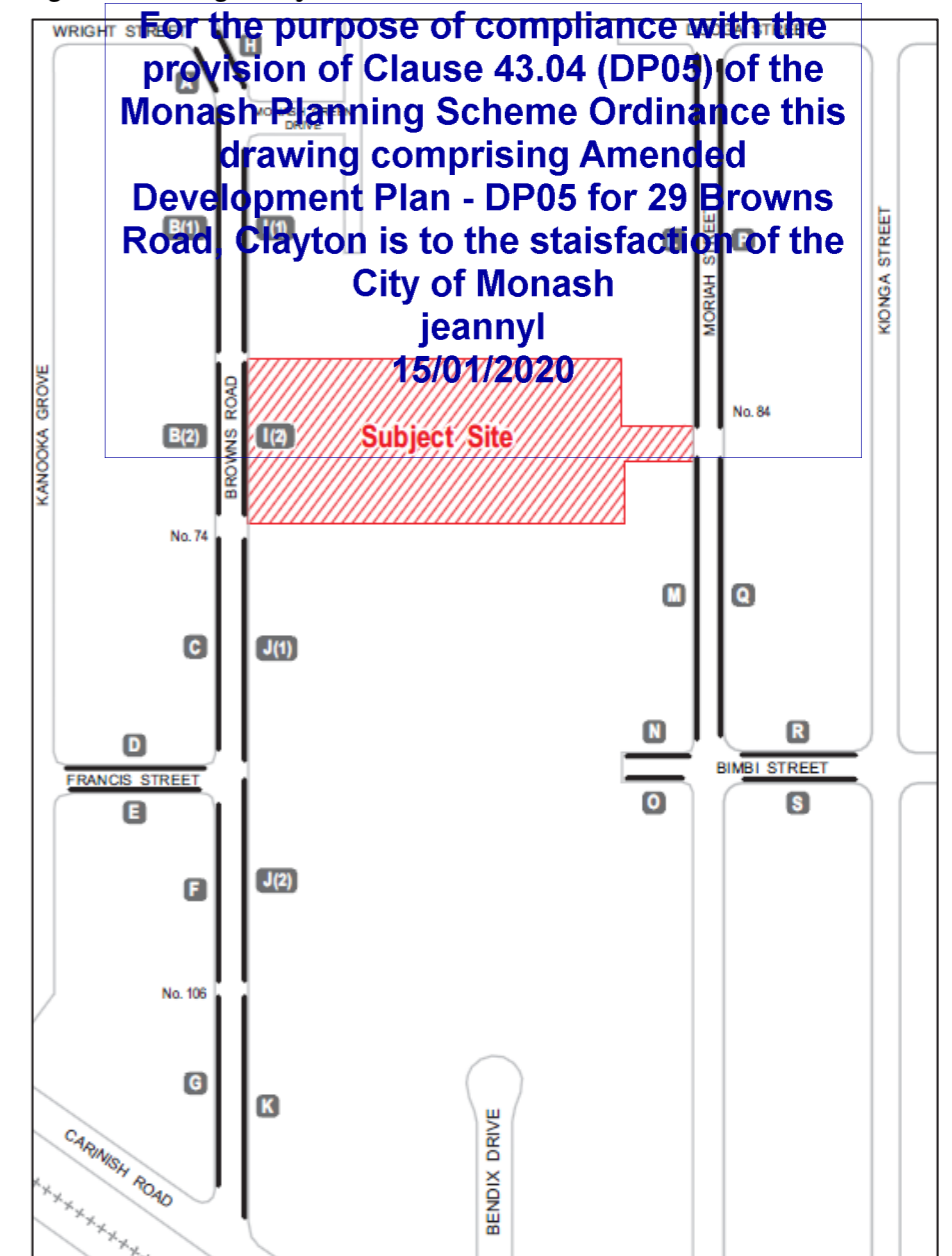 For the purpose of compliance with the
provision of Clause 43.04 (DP05) of the
Monash Planning Scheme Ordinance this
drawing comprising Amended
Development Plan - DP05 for 29 Browns
Road, Clayton is to the staisfaction of the
City of Monash
jeannyl
15/01/2020
WRIGHT STREET
STREET
H
A
DRIVE
B(1)
I(1)
MORIAH STREET
KIONGA STREET
KANOOKA GROVE
BROWNS ROAD
B(2)
I(2)
Subject Site
No. 84
No. 74
M
Q
C
J(1)
D
N
R
FRANCIS STREET
BIMBI STREET
E
O
S
F
J(2)
No. 106
G
K
CARINISH ROAD
BENDIX DRIVE